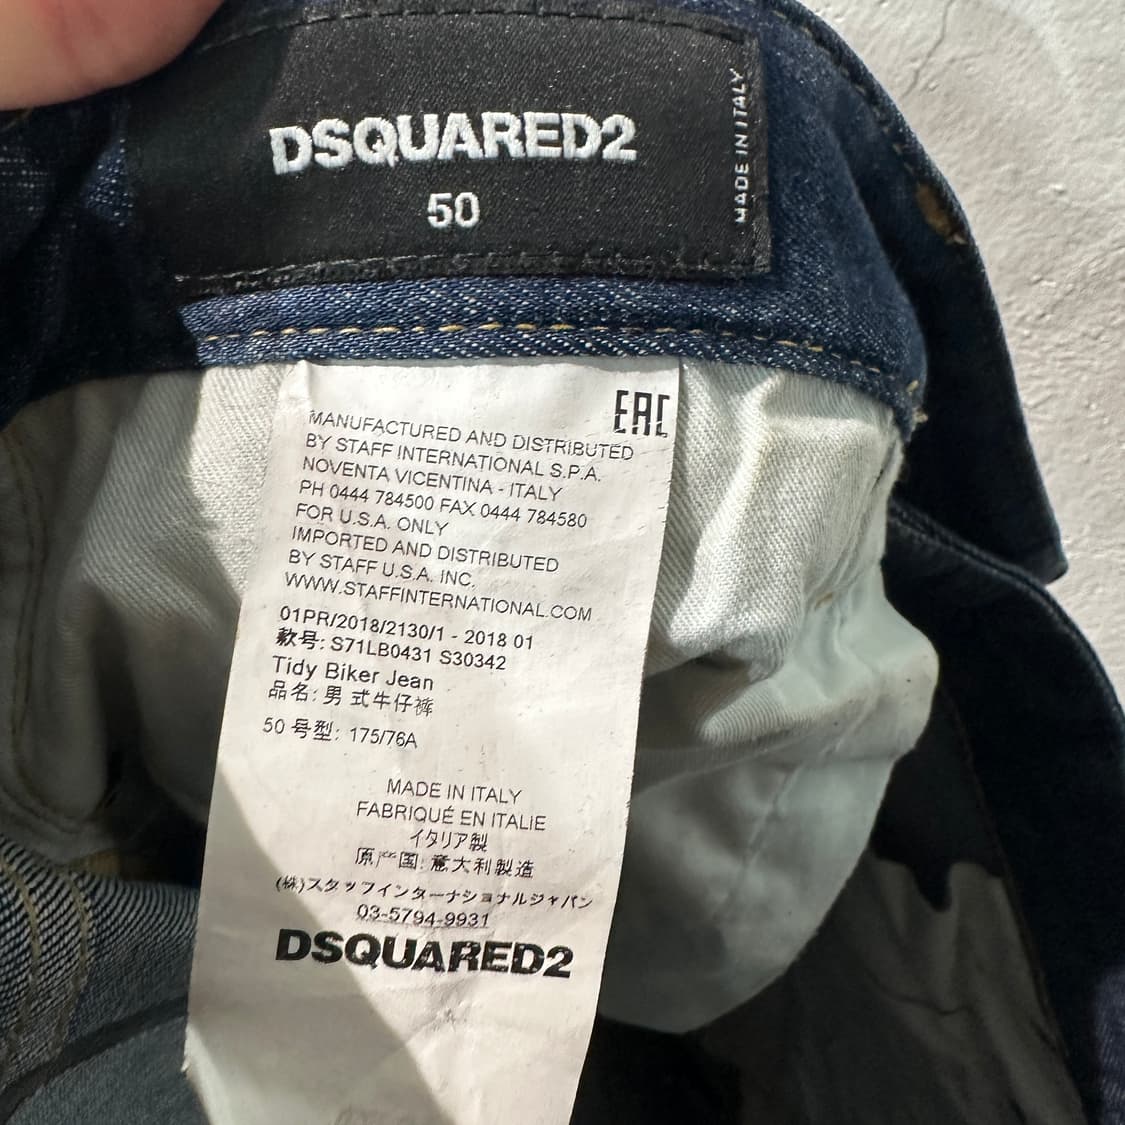 DSQUARED2
50
MADE IN ITALY
EAC
MANUFACTURED AND DISTRIBUTED
BY STAFF INTERNATIONAL S.P.A.
NOVENTA VICENTINA - ITALY
PH 0444 784500 FAX 0444 784580
FOR U.S.A. ONLY
IMPORTED AND DISTRIBUTED
BY STAFF U.S.A. INC.
WWW.STAFFINTERNATIONAL.COM
01PR/2018/2130/1 - 2018 01
款号: S71LB0431 S30342
Tidy Biker Jean
品名: 男式牛仔裤
50 号型: 175/76A
MADE IN ITALY
FABRIQUÉ EN ITALIE
イタリア製
原产国: 意大利製造
(株)スタッフインターナショナルジャパン
03-5794-9931
DSQUARED2